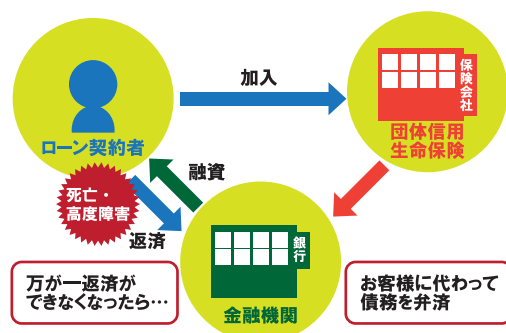 加入
保険会社
ローン契約者
団体信用
生命保険
融資
死亡・
高度障害
返済
銀行
金融機関
万が一返済が
できなくなったら…
お客様に代わって
債務を弁済